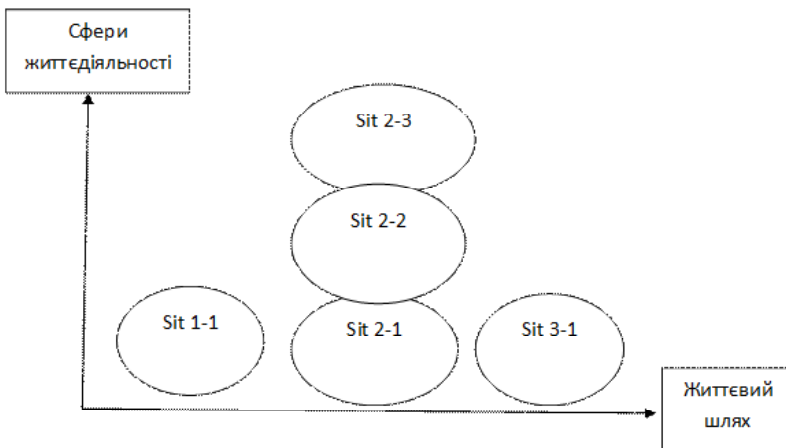 Сфери
життєдіяльності
Sit 2-3
Sit 2-2
Sit 1-1
Sit 2-1
Sit 3-1
Життєвий
шлях